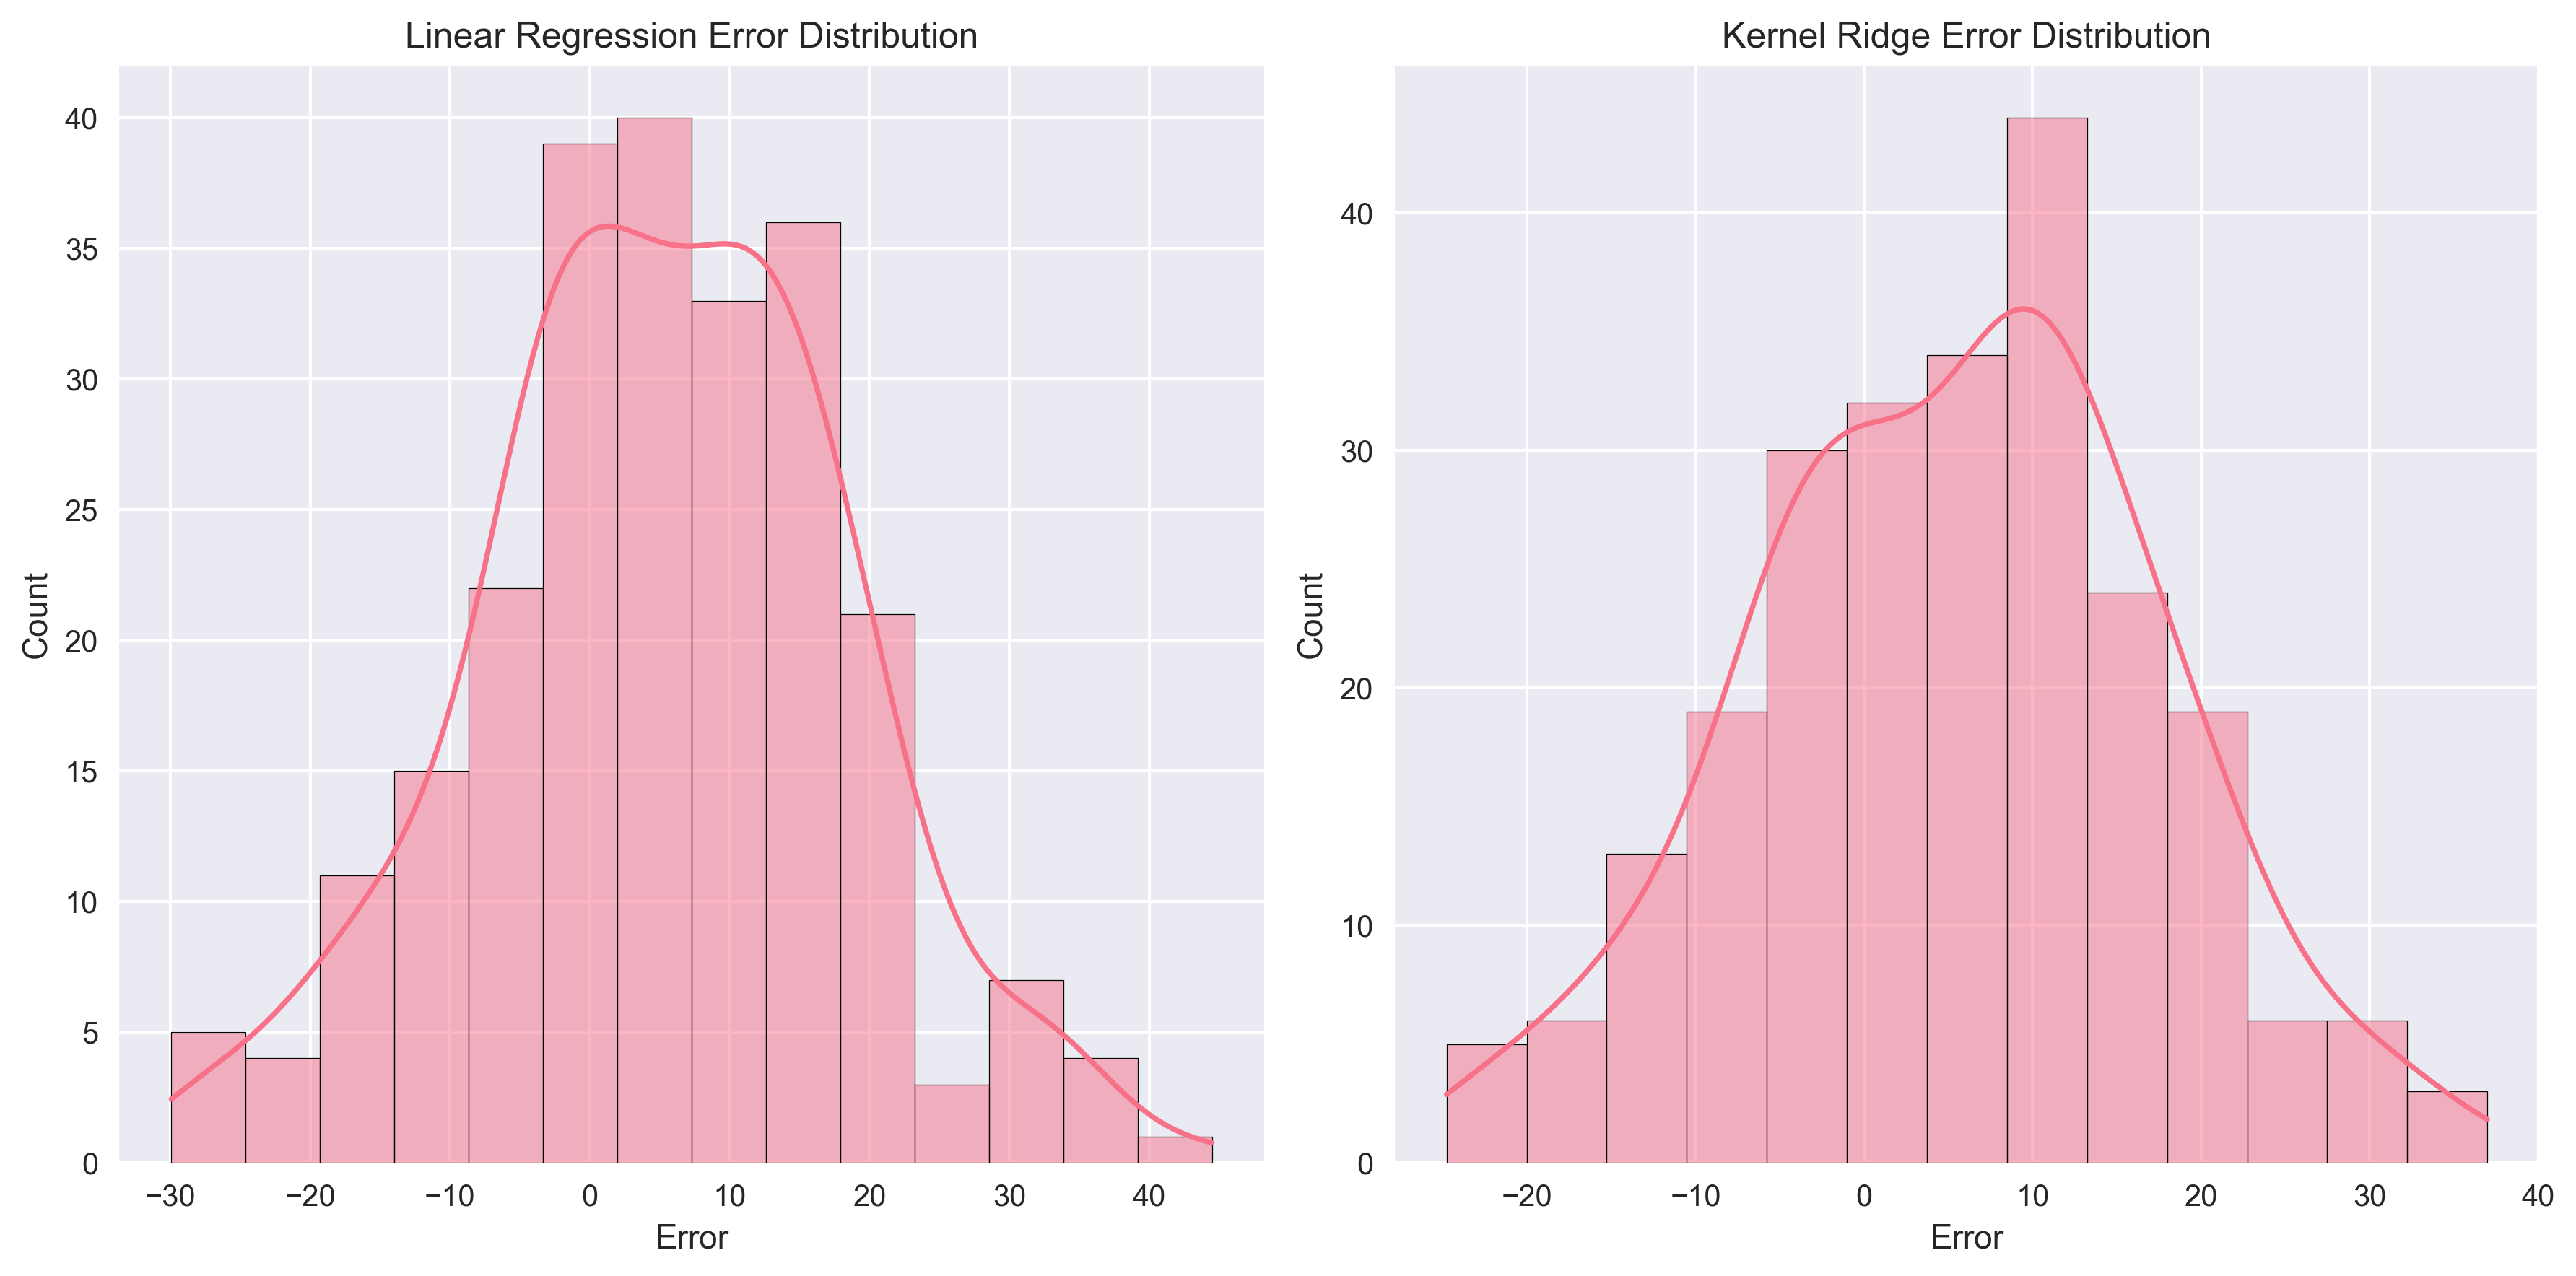 Linear Regression Error Distribution
Count
40
35
30
25
20
15
10
5
0
−30 −20 −10 0 10 20 30 40
Error
Kernel Ridge Error Distribution
Count
40
30
20
10
0
−20 −10 0 10 20 30 40
Error